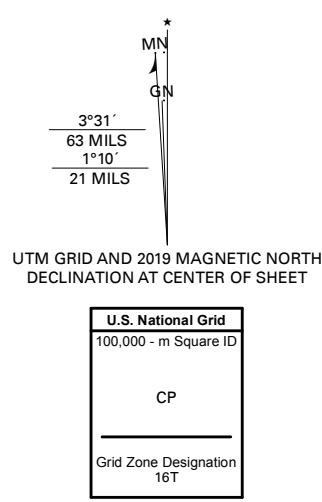 MN
GN
3°31´
63 MILS
1°10´
21 MILS
UTM GRID AND 2019 MAGNETIC NORTH
DECLINATION AT CENTER OF SHEET
U.S. National Grid
100,000 - m Square ID
CP
Grid Zone Designation
16T